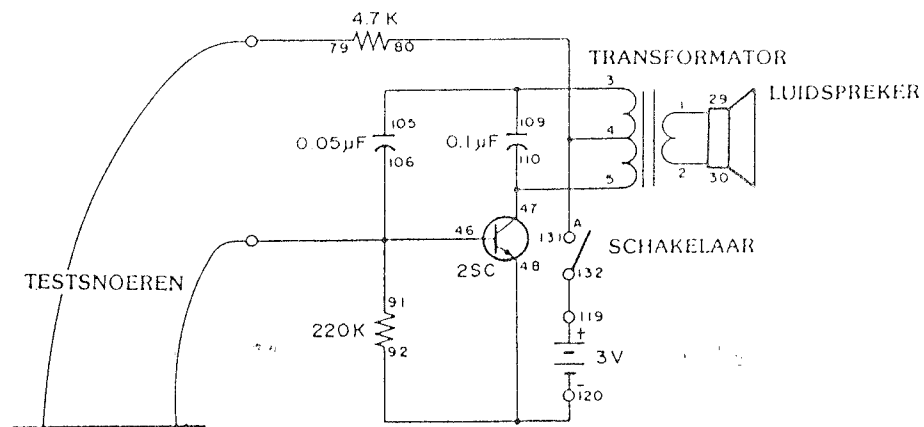 4.7 K
79 80
TRANSFORMATOR
LUIDSPREKER
3
1 29
105
109
0.05µF
0.1µF
4
106
110
2 30
5
47
46
A
131
SCHAKELAAR
48
2SC
132
TESTSNOEREN
91
119
220K
+
92
3V
-
120